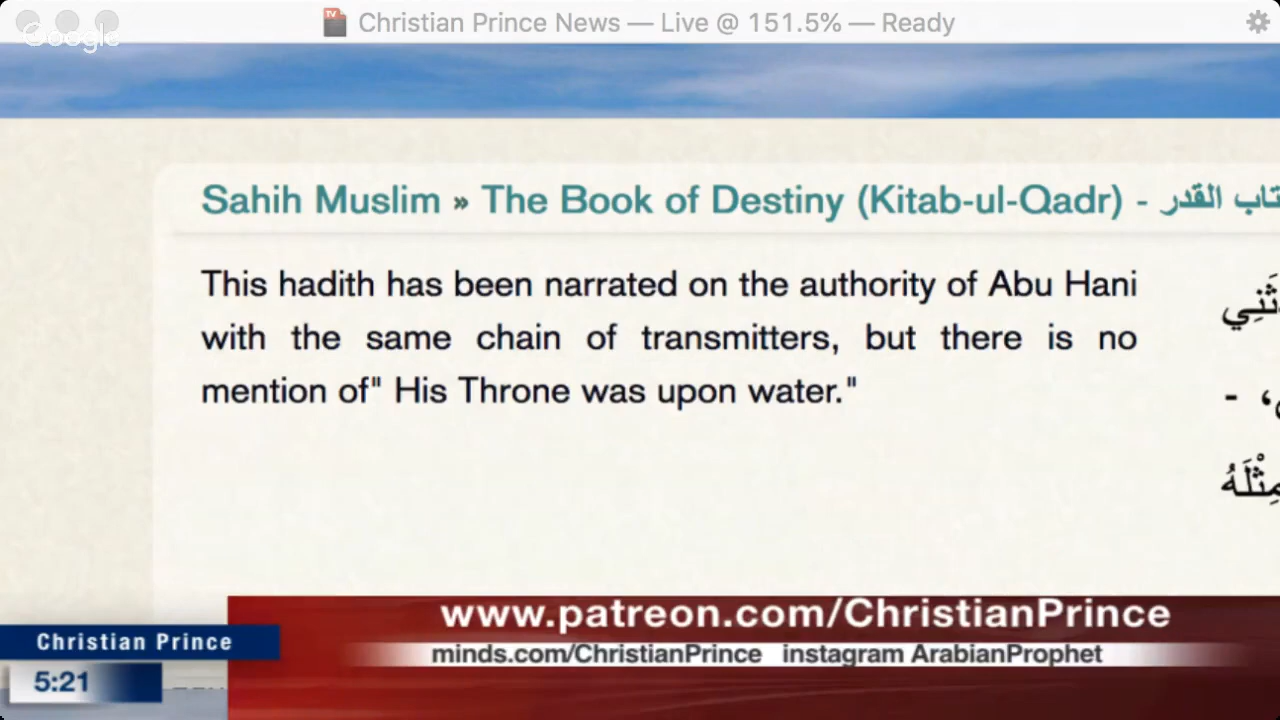 Christian Prince News — Live @ 151.5% — Ready
Google
Sahih Muslim » The Book of Destiny (Kitab-ul-Qadr) - تاب القدر
This hadith has been narrated on the authority of Abu Hani
with the same chain of transmitters, but there is no
mention of" His Throne was upon water."
مِثْلَهُ
www.patreon.com/ChristianPrince
Christian Prince
minds.com/ChristianPrince instagram ArabianProphet
5:21